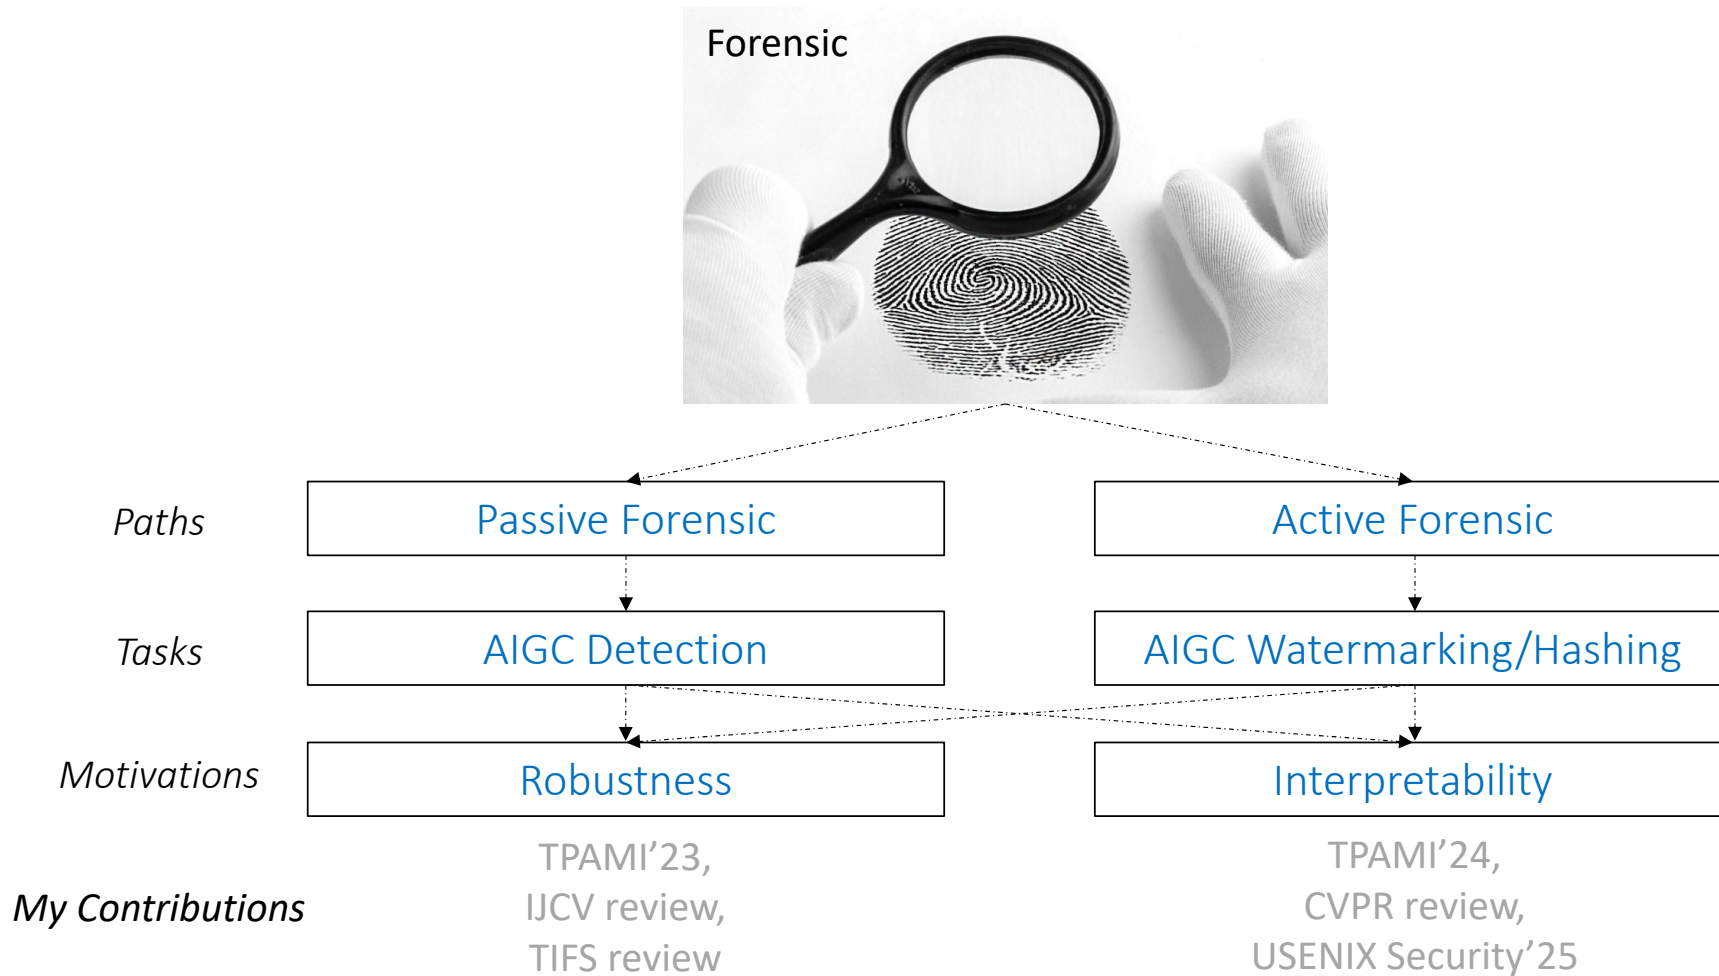 Forensic
Paths
Passive Forensic
Active Forensic
Tasks
AIGC Detection
AIGC Watermarking/Hashing
Motivations
Robustness
Interpretability
My Contributions
TPAMI’23,
IJCV review,
TIFS review
TPAMI’24,
CVPR review,
USENIX Security’25